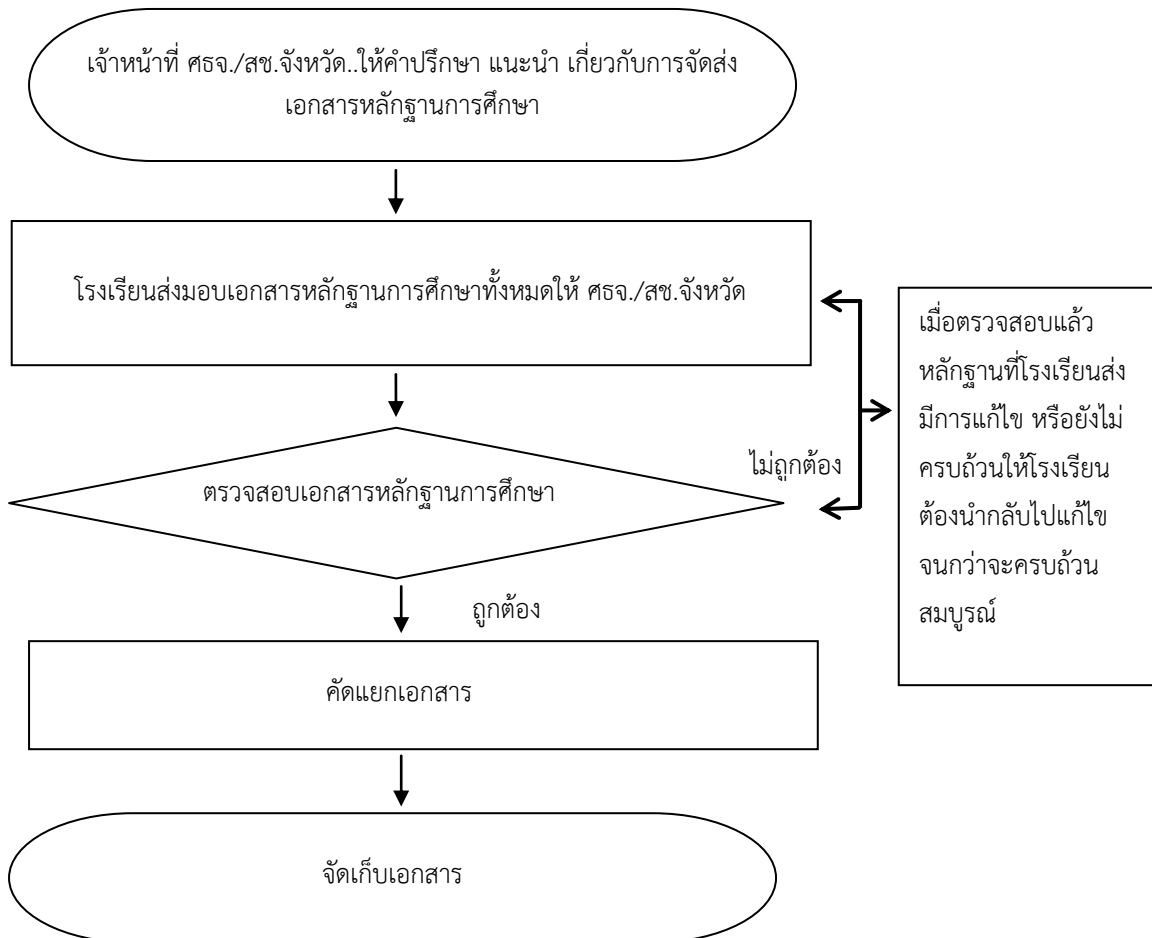 เจ้าหน้าที่ ศธจ./สช.จังหวัด..ให้คำปรึกษา แนะนำ เกี่ยวกับการจัดส่ง
เอกสารหลักฐานการศึกษา
โรงเรียนส่งมอบเอกสารหลักฐานการศึกษาทั้งหมดให้ ศธจ./สช.จังหวัด
เมื่อตรวจสอบแล้ว
หลักฐานที่โรงเรียนส่ง
มีการแก้ไข หรือยังไม่
ครบถ้วนให้โรงเรียน
ต้องนำกลับไปแก้ไข
จนกว่าจะครบถ้วน
สมบูรณ์
ไม่ถูกต้อง
ตรวจสอบเอกสารหลักฐานการศึกษา
ถูกต้อง
คัดแยกเอกสาร
จัดเก็บเอกสาร